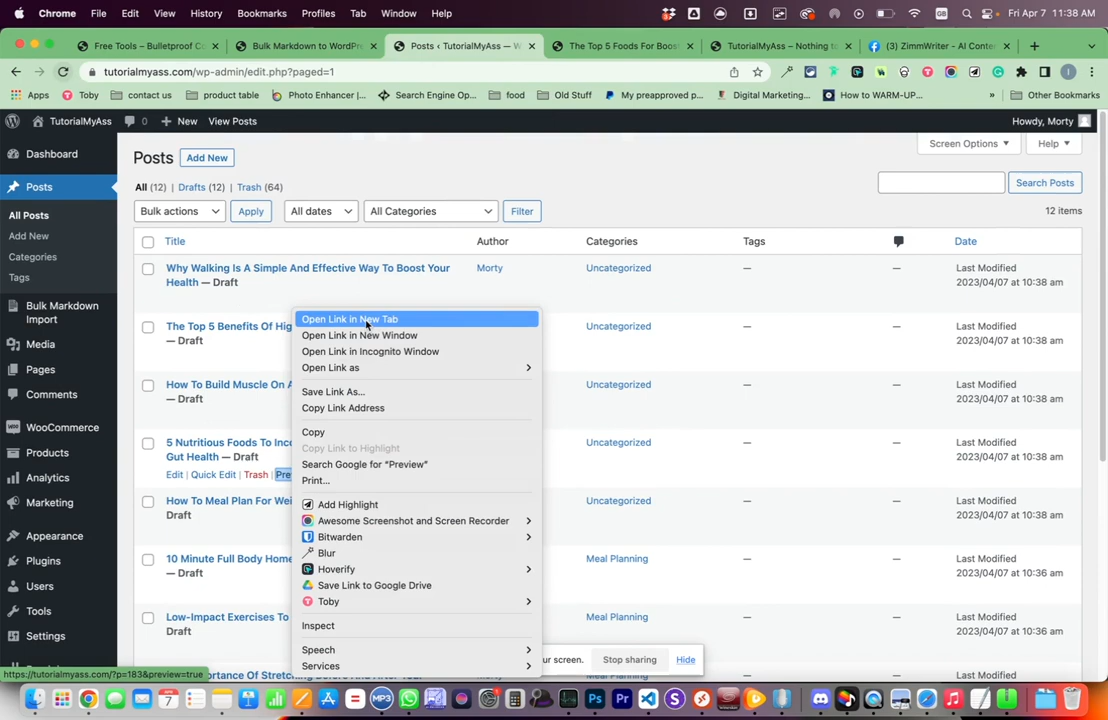 Chrome File Edit View History Bookmarks Profiles Tab Window Help GB Fri Apr 7 11:38 AM
Free Tools – Bulletproof C Bulk Markdown to WordPr Posts ‹ TutorialMyAss — W The Top 5 Foods For Boos TutorialMyAss – Nothing to (3) ZimmWriter - AI Conte
tutorialmyass.com/wp-admin/edit.php?paged=1
Apps Toby contact us product table Photo Enhancer |... Search Engine Op... food Old Stuff My preapproved p... Digital Marketing... How to WARM-UP... » Other Bookmarks
TutorialMyAss 0 New View Posts Howdy, Morty
Dashboard
Posts
All Posts
Add New
Categories
Tags
Bulk Markdown
Import
Media
Pages
Comments
WooCommerce
Products
Analytics
Marketing
Appearance
Plugins
Users
Tools
Settings
Posts Add New Screen Options Help
All (12) | Drafts (12) | Trash (64) Search Posts
Bulk actions Apply All dates All Categories Filter 12 items
Title Author Categories Tags Date
Why Walking Is A Simple And Effective Way To Boost Your Morty Uncategorized — — Last Modified
Health — Draft 2023/04/07 at 10:38 am
The Top 5 Benefits Of Hig Uncategorized — — Last Modified
— Draft 2023/04/07 at 10:38 am
How To Build Muscle On A Uncategorized — — Last Modified
— Draft 2023/04/07 at 10:38 am
5 Nutritious Foods To Inc Uncategorized — — Last Modified
Gut Health — Draft 2023/04/07 at 10:38 am
Edit | Quick Edit | Trash | Pre
How To Meal Plan For Wei Uncategorized — — Last Modified
Draft 2023/04/07 at 10:38 am
10 Minute Full Body Home Meal Planning — — Last Modified
— Draft 2023/04/07 at 10:36 am
Low-Impact Exercises To Meal Planning — — Last Modified
Draft 2023/04/07 at 10:36 am
ortance Of Stretching Before And After
Open Link in New Tab
Open Link in New Window
Open Link in Incognito Window
Open Link as
Save Link As...
Copy Link Address
Copy
Copy Link to Highlight
Search Google for “Preview”
Print...
Add Highlight
Awesome Screenshot and Screen Recorder
Bitwarden
Blur
Hoverify
Save Link to Google Drive
Toby
Inspect
Speech
Services
ur screen. Stop sharing Hide
https://tutorialmyass.com/?p=183&preview=true